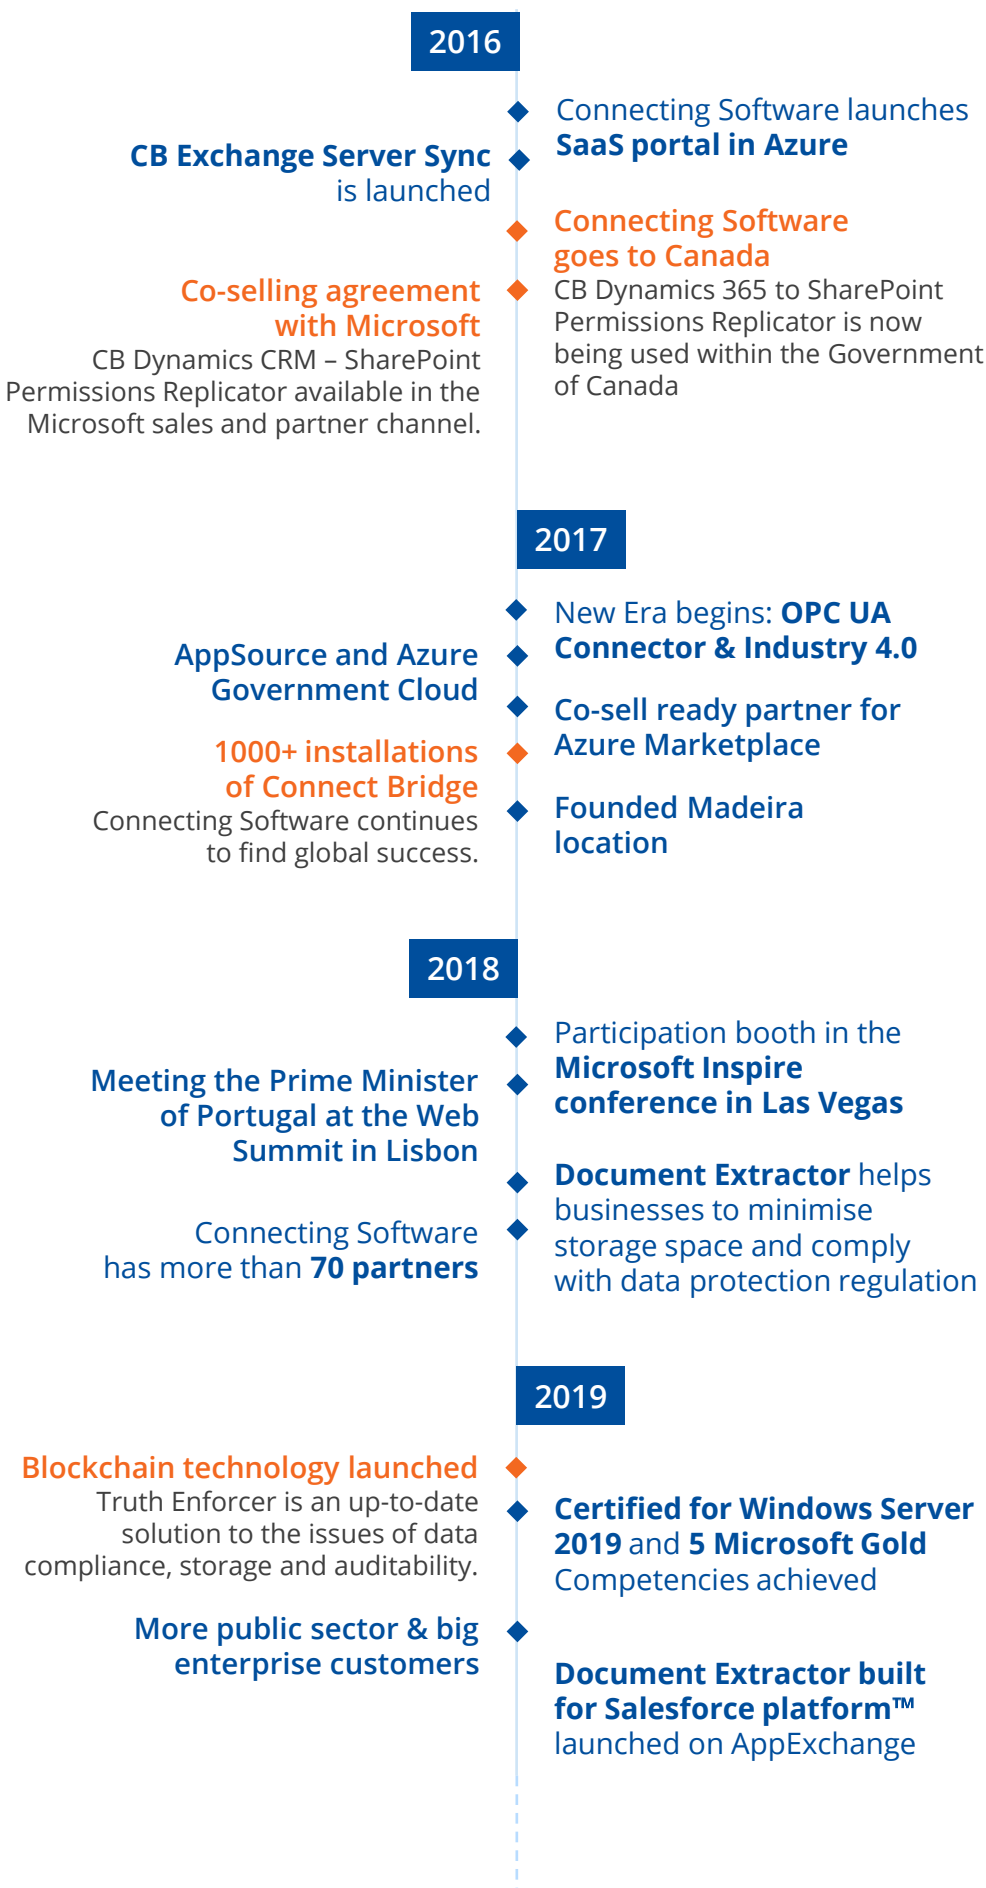 2016
Connecting Software launches
SaaS portal in Azure
CB Exchange Server Sync
is launched
Connecting Software
goes to Canada
CB Dynamics 365 to SharePoint
Permissions Replicator is now
being used within the Government
of Canada
Co-selling agreement
with Microsoft
CB Dynamics CRM – SharePoint
Permissions Replicator available in the
Microsoft sales and partner channel.
2017
New Era begins: OPC UA
Connector & Industry 4.0
AppSource and Azure
Government Cloud
Co-sell ready partner for
Azure Marketplace
1000+ installations
of Connect Bridge
Connecting Software continues
to find global success.
Founded Madeira
location
2018
Participation booth in the
Microsoft Inspire
conference in Las Vegas
Meeting the Prime Minister
of Portugal at the Web
Summit in Lisbon
Document Extractor helps
businesses to minimise
storage space and comply
with data protection regulation
Connecting Software
has more than 70 partners
2019
Blockchain technology launched
Truth Enforcer is an up-to-date
solution to the issues of data
compliance, storage and auditability.
Certified for Windows Server
2019 and 5 Microsoft Gold
Competencies achieved
More public sector & big
enterprise customers
Document Extractor built
for Salesforce platform™
launched on AppExchange